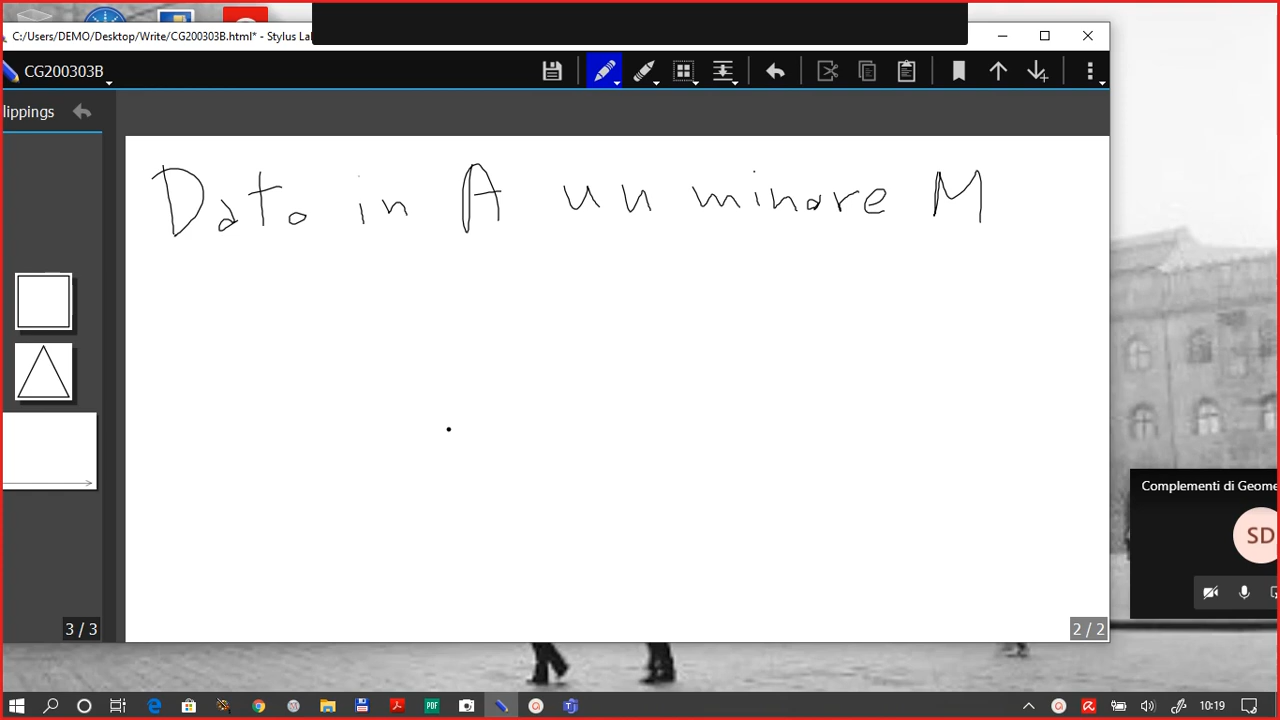 C:/Users/DEMO/Desktop/Write/CG200303B.html* - Stylus La
CG200303B
lippings
Dato in A un minore M
3 / 3
2 / 2
Complementi di Geome
SD
10:19